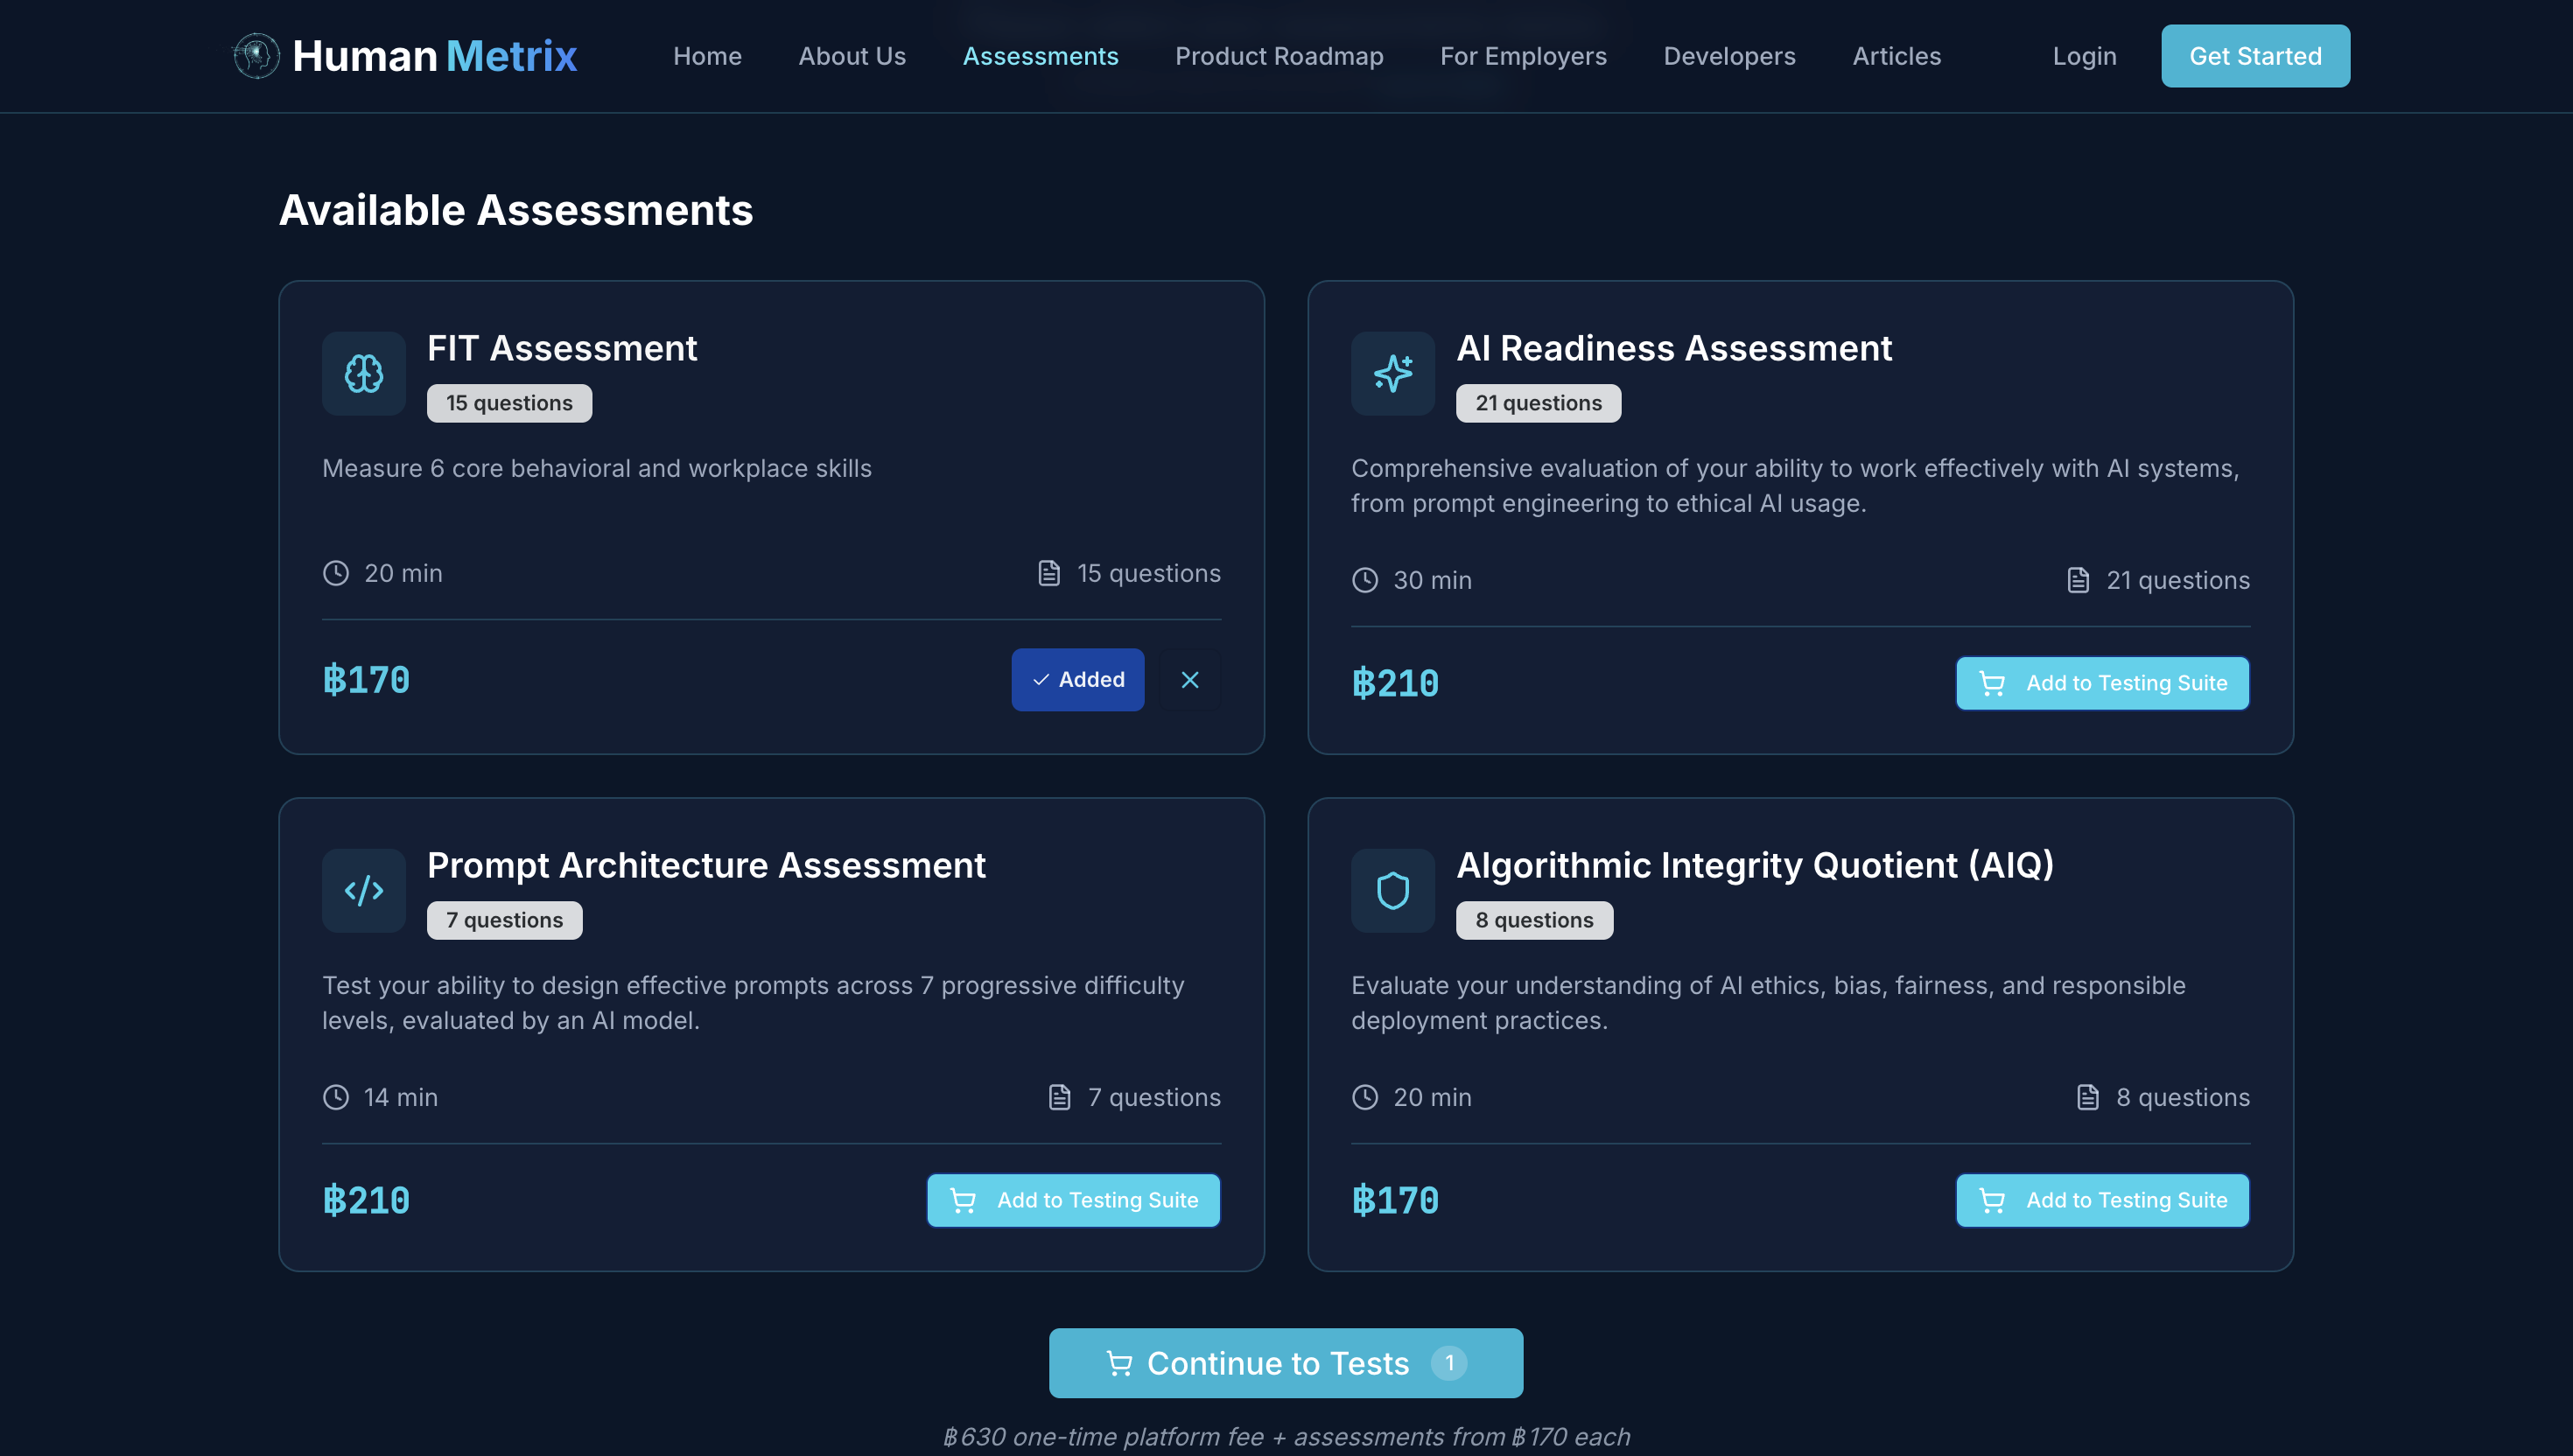 Human Metrix
Home
About Us
Assessments
Product Roadmap
For Employers
Developers
Articles
Login
Get Started
Available Assessments
FIT Assessment
15 questions
Measure 6 core behavioral and workplace skills
20 min
15 questions
฿170
Added
AI Readiness Assessment
21 questions
Comprehensive evaluation of your ability to work effectively with AI systems,
from prompt engineering to ethical AI usage.
30 min
21 questions
฿210
Add to Testing Suite
Prompt Architecture Assessment
7 questions
Test your ability to design effective prompts across 7 progressive difficulty
levels, evaluated by an AI model.
14 min
7 questions
฿210
Add to Testing Suite
Algorithmic Integrity Quotient (AIQ)
8 questions
Evaluate your understanding of AI ethics, bias, fairness, and responsible
deployment practices.
20 min
8 questions
฿170
Add to Testing Suite
Continue to Tests 1
฿630 one-time platform fee + assessments from ฿170 each